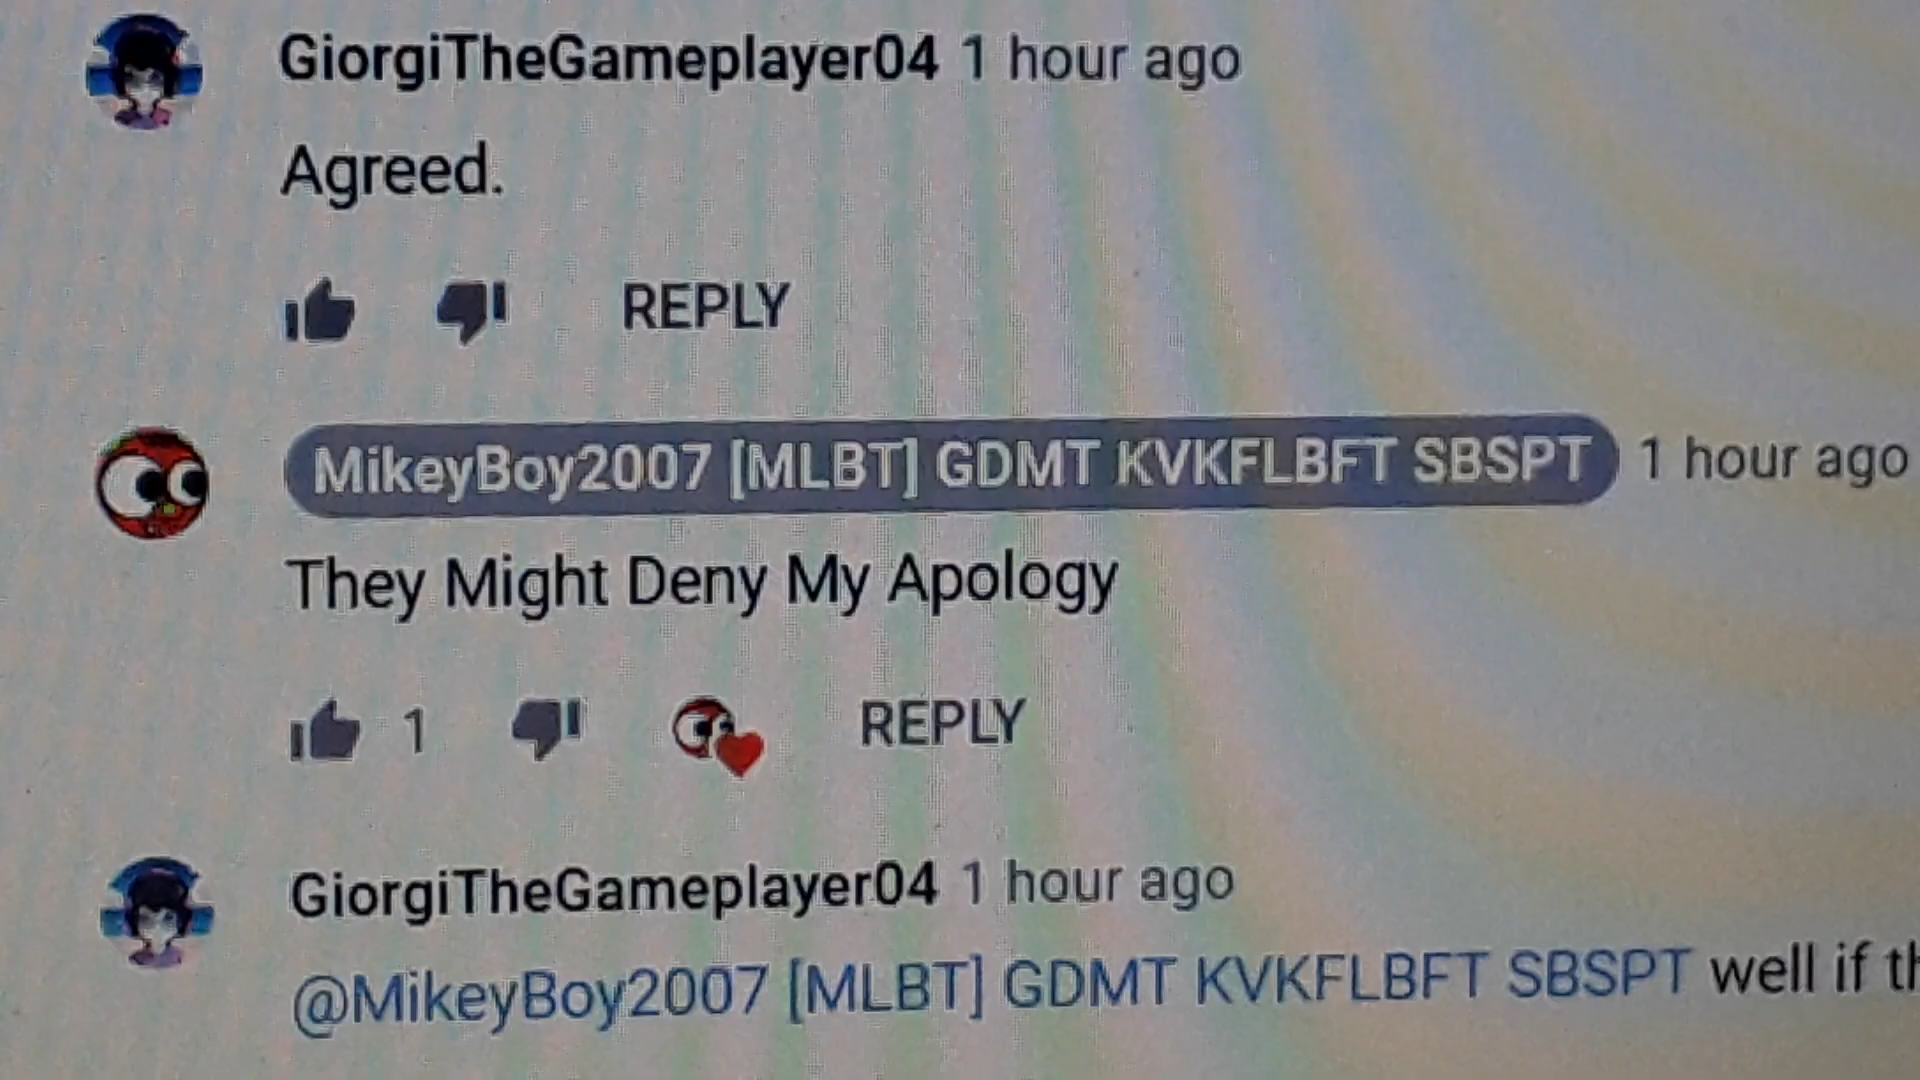 GiorgiTheGameplayer04 1 hour ago
Agreed.
REPLY
MikeyBoy2007 [MLBT] GDMT KVKFLBFT SBSPT 1 hour ago
They Might Deny My Apology
1 REPLY
GiorgiTheGameplayer04 1 hour ago
@MikeyBoy2007 [MLBT] GDMT KVKFLBFT SBSPT well if